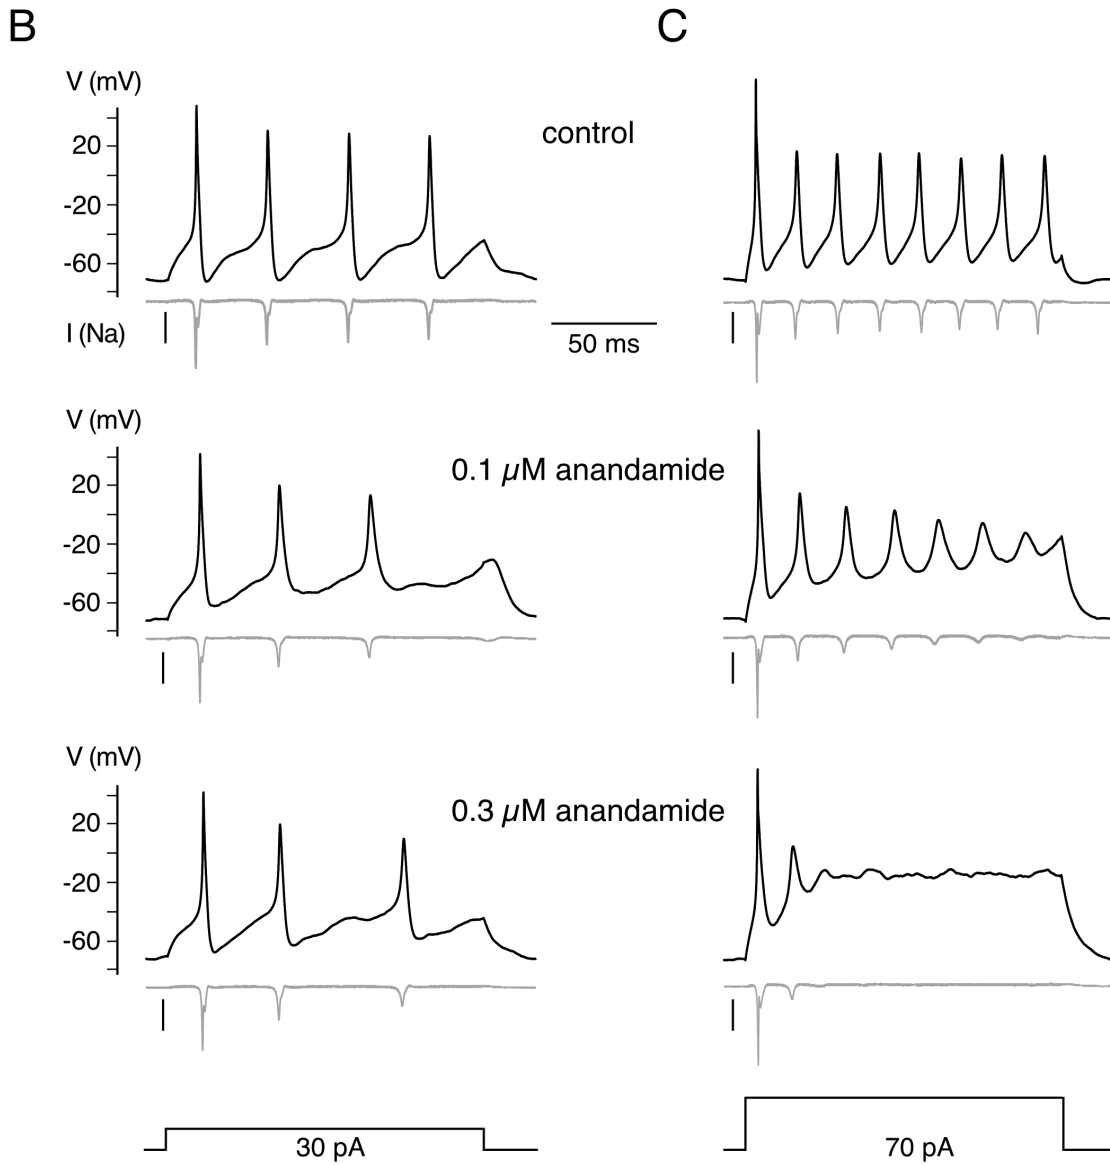 B
C
V (mV)
control
20
-20
-60
I (Na)
50 ms
V (mV)
0.1 µM anandamide
20
-20
-60
V (mV)
0.3 µM anandamide
20
-20
-60
30 pA
70 pA